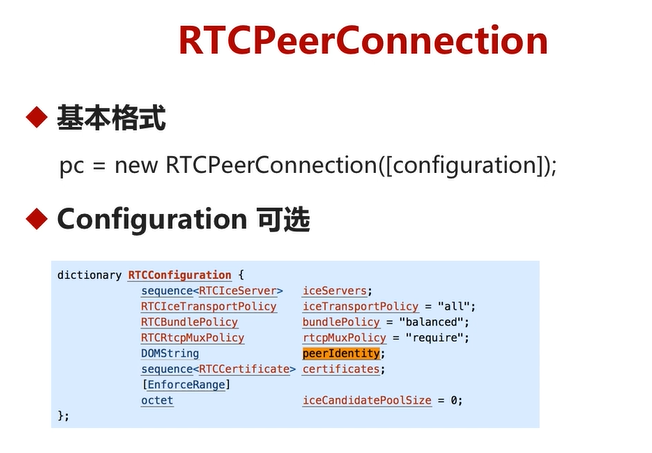 RTCPeerConnection
基本格式
pc = new RTCPeerConnection([configuration]);
Configuration 可选
dictionary RTCConfiguration {
sequence<RTCIceServer> iceServers;
RTCIceTransportPolicy iceTransportPolicy = "all";
RTCBundlePolicy bundlePolicy = "balanced";
RTCRtcpMuxPolicy rtcpMuxPolicy = "require";
DOMString peerIdentity;
sequence<RTCCertificate> certificates;
[EnforceRange]
octet iceCandidatePoolSize = 0;
};